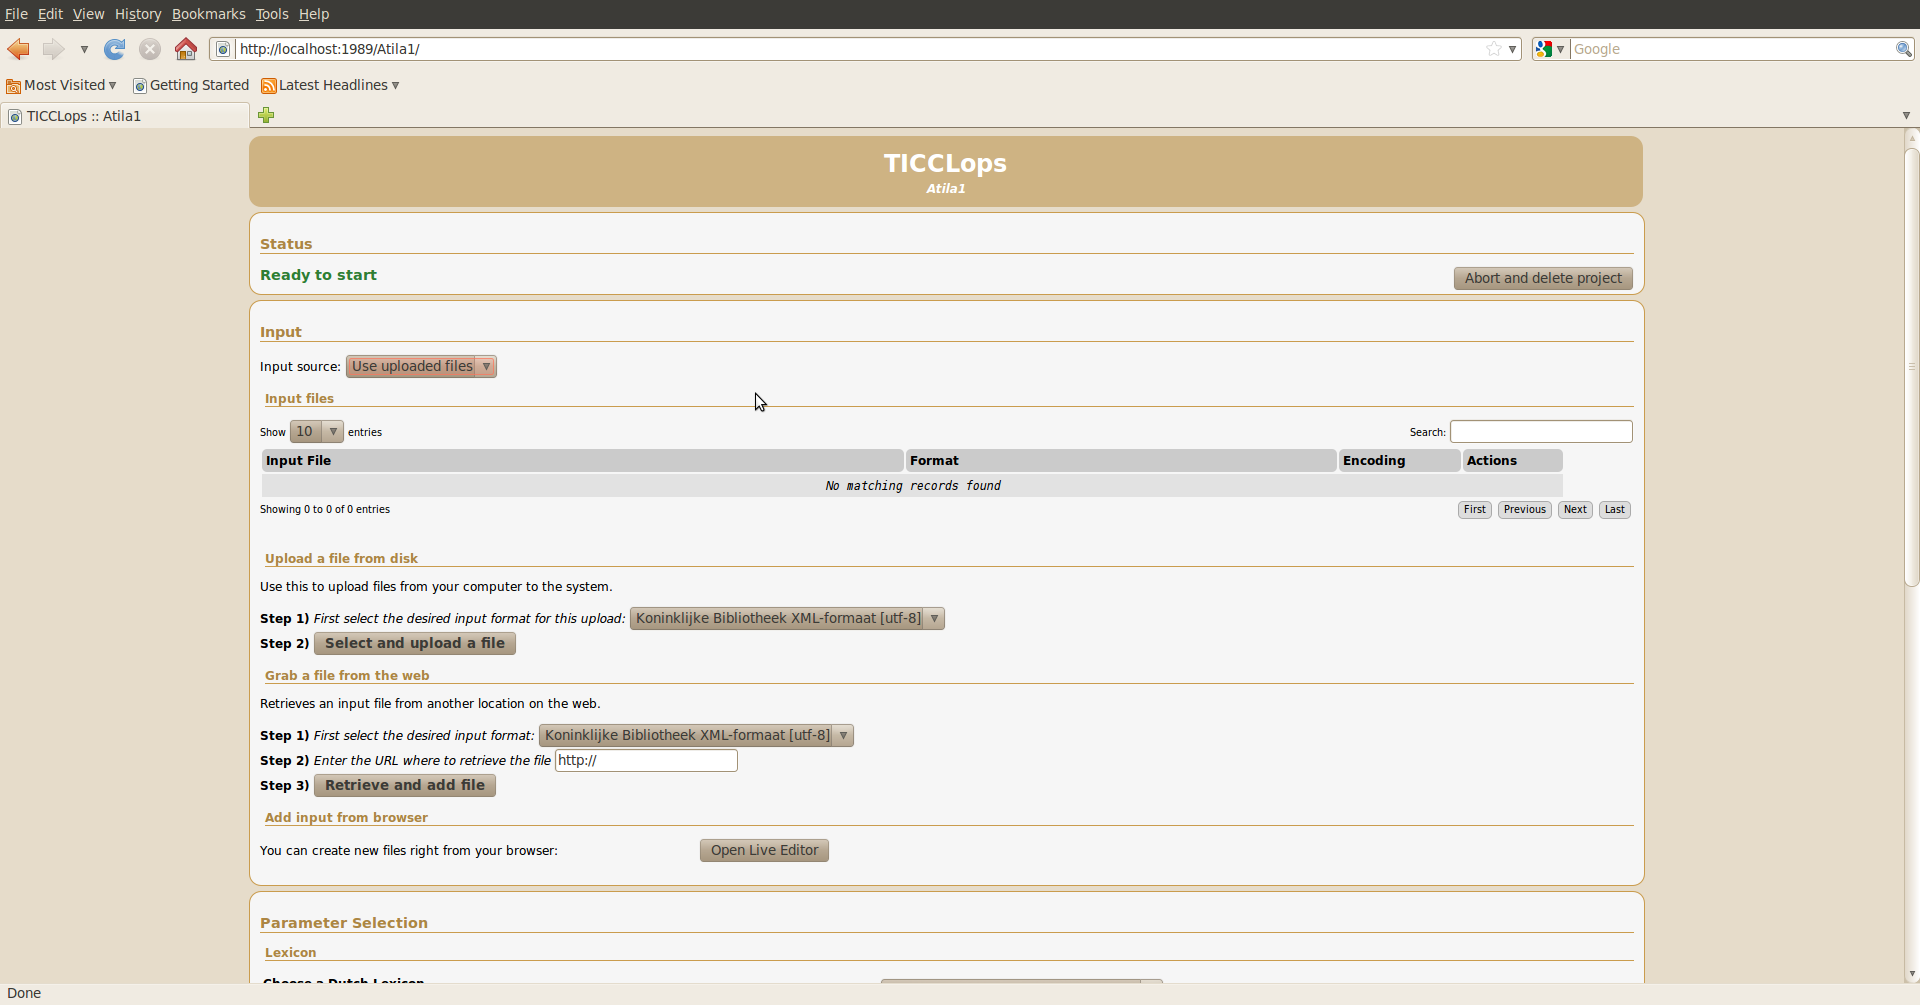 File Edit View History Bookmarks Tools Help
http://localhost:1989/Atila1/
Google
Most Visited Getting Started Latest Headlines
TICCLops :: Atila1
TICCLops
Atila1
Status
Ready to start
Abort and delete project
Input
Input source: Use uploaded files
Input files
Show 10 entries Search:
Input File Format Encoding Actions
No matching records found
Showing 0 to 0 of 0 entries First Previous Next Last
Upload a file from disk
Use this to upload files from your computer to the system.
Step 1) First select the desired input format for this upload: Koninklijke Bibliotheek XML-formaat [utf-8]
Step 2) Select and upload a file
Grab a file from the web
Retrieves an input file from another location on the web.
Step 1) First select the desired input format: Koninklijke Bibliotheek XML-formaat [utf-8]
Step 2) Enter the URL where to retrieve the file http://
Step 3) Retrieve and add file
Add input from browser
You can create new files right from your browser: Open Live Editor
Parameter Selection
Lexicon
Choose a Dutch Lexicon
Done